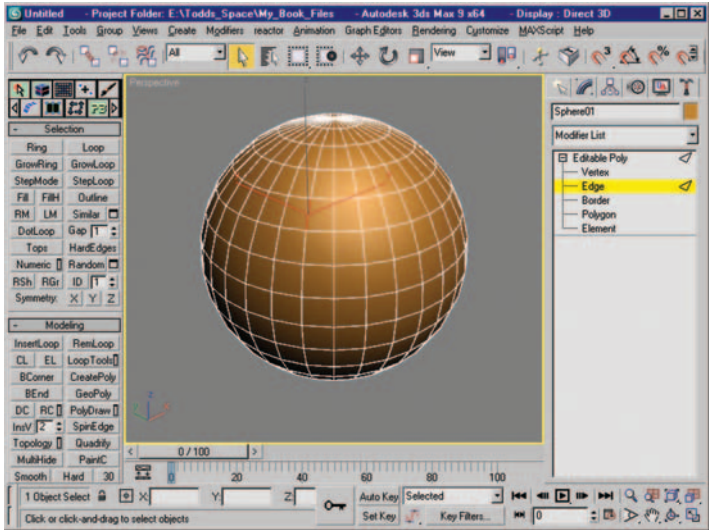 Untitled - Project Folder: E:\Todds_Space\My_Book_Files - Autodesk 3ds Max 9 x64 - Display : Direct 3D
File Edit Tools Group Views Create Modifiers reactor Animation Graph Editors Rendering Customize MAXScript Help
All View
Perspective
Selection
Ring Loop
GrowRing GrowLoop
StepMode StepLoop
Fill FillH Outline
RM LM Similar
DotLoop Gap 1
Tops HardEdges
Numeric Random
RSh RGr ID 1
Symmetry: X Y Z
Modeling
InsertLoop RemLoop
CL EL LoopTools
BCorner CreatePoly
BEnd GeoPoly
DC RC PolyDraw
InsV 2 SpinEdge
Topology Quadrify
MultiHide PaintC
Smooth Hard 30
Sphere01
Modifier List
Editable Poly
Vertex
Edge
Border
Polygon
Element
0 / 100
0 20 40 60 80 100
1 Object Select X: Y: Z: Auto Key Selected
Click or click-and-drag to select objects Set Key Key Filters... 0